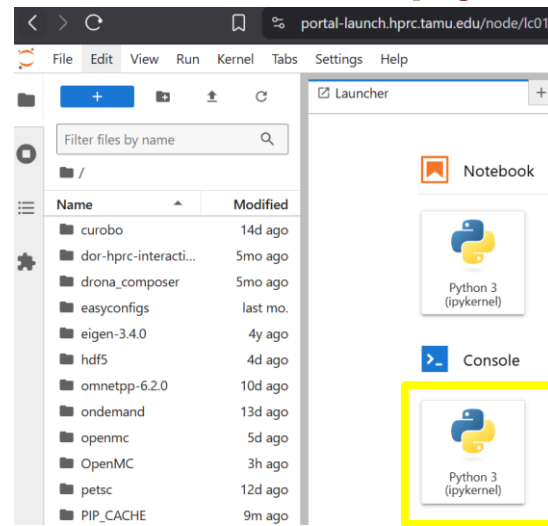 portal-launch.hprc.tamu.edu/node/lc01
File Edit View Run Kernel Tabs Settings Help
+
Launcher
+
Filter files by name
/
Name Modified
curobo 14d ago
dor-hprc-interacti... 5mo ago
drona_composer 5mo ago
easyconfigs last mo.
eigen-3.4.0 4y ago
hdf5 4d ago
omnetpp-6.2.0 10d ago
ondemand 13d ago
openmc 5d ago
OpenMC 3h ago
petsc 12d ago
PIP_CACHE 9m ago
Notebook
Python 3
(ipykernel)
Console
Python 3
(ipykernel)